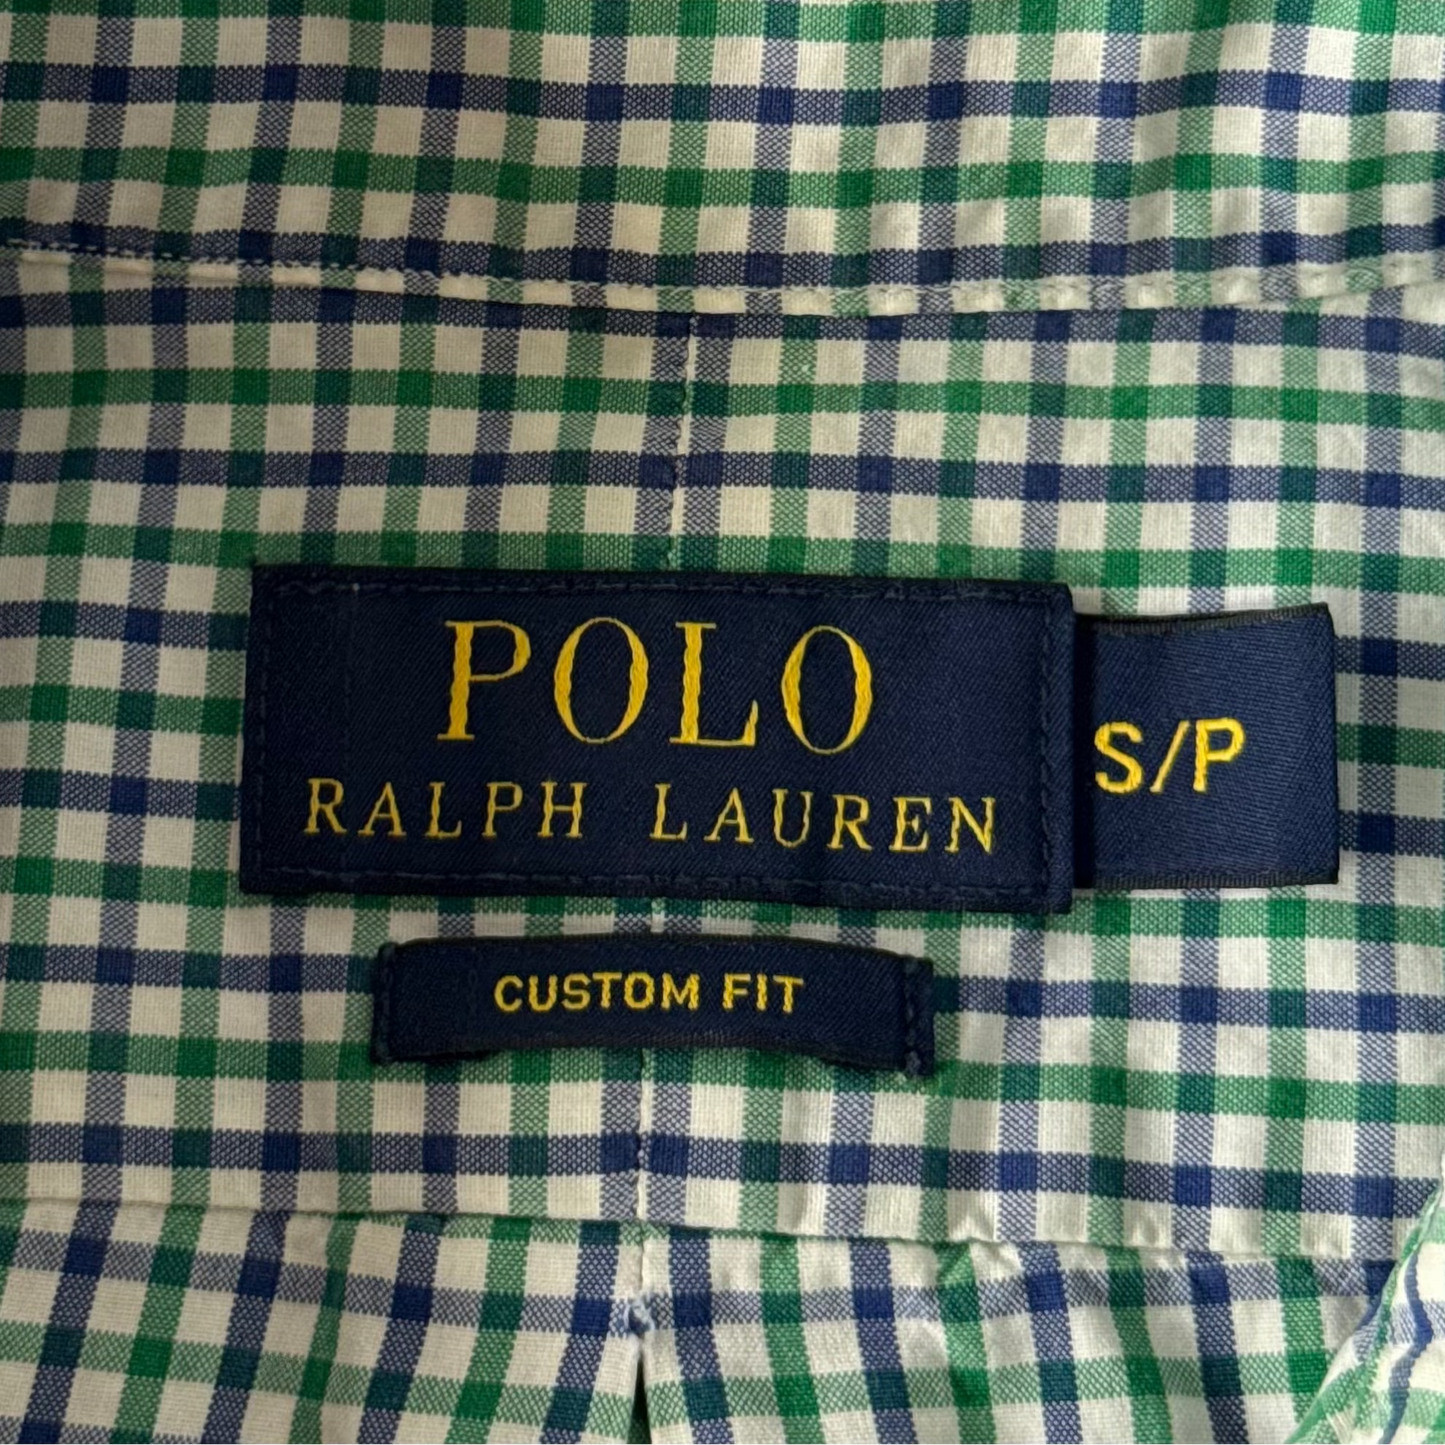 POLO
RALPH LAUREN
S/P
CUSTOM FIT